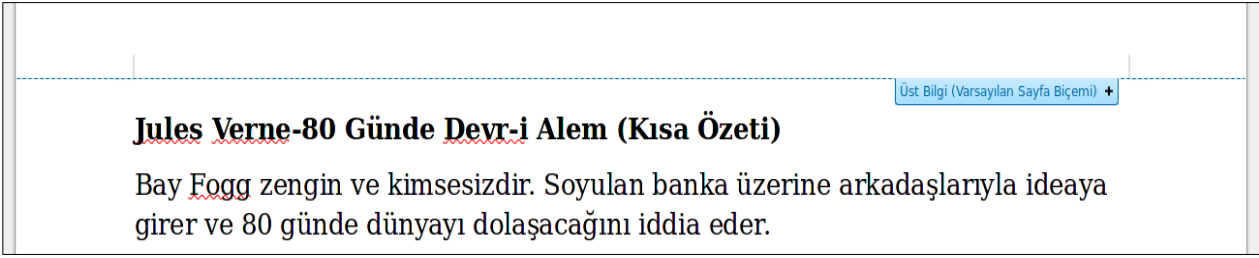 Üst Bilgi (Varsayılan Sayfa Biçemi) +
Jules Verne-80 Günde Devr-i Alem (Kısa Özeti)
Bay Fogg zengin ve kimsesizdir. Soyulan banka üzerine arkadaşlarıyla ideaya
girer ve 80 günde dünyayı dolaşacağını iddia eder.